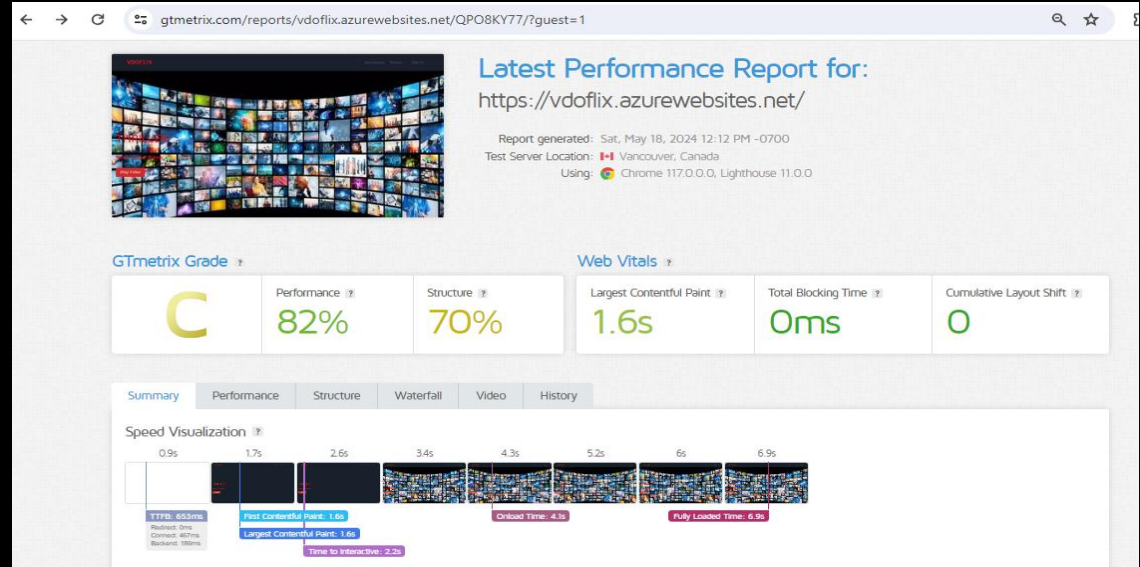 gtmetrix.com/reports/vdoflix.azurewebsites.net/QPO8KY77/?guest=1
VDOFLIX
Latest Performance Report for:
https://vdoflix.azurewebsites.net/
Report generated: Sat, May 18, 2024 12:12 PM -0700
Test Server Location: Vancouver, Canada
Using: Chrome 117.0.0.0, Lighthouse 11.0.0
GTmetrix Grade ?
Web Vitals ?
C
Performance ?
82%
Structure ?
70%
Largest Contentful Paint ?
1.6s
Total Blocking Time ?
0ms
Cumulative Layout Shift ?
0
Summary Performance Structure Waterfall Video History
Speed Visualization ?
0.9s 1.7s 2.6s 3.4s 4.3s 5.2s 6s 6.9s
TTFB: 653ms
Redirect: 0ms
Connect: 467ms
Backend: 186ms
First Contentful Paint: 1.6s
Largest Contentful Paint: 1.6s
Time to Interactive: 2.2s
Onload Time: 4.1s
Fully Loaded Time: 6.9s